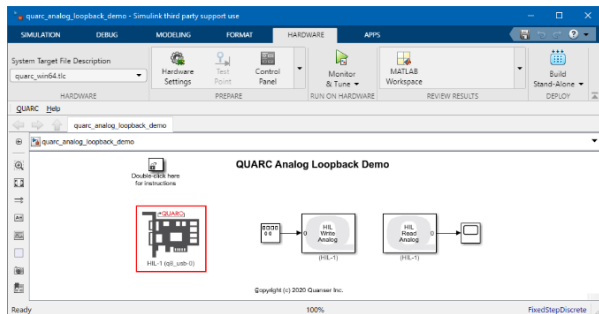 quarc_analog_loopback_demo - Simulink third party support use
SIMULATION DEBUG MODELING FORMAT HARDWARE APPS
System Target File Description
quarc_win64.tlc
Hardware Settings
Test Point
Control Panel
Monitor & Tune
MATLAB Workspace
Build Stand-Alone
HARDWARE PREPARE RUN ON HARDWARE REVIEW RESULTS DEPLOY
QUARC Help
quarc_analog_loopback_demo
quarc_analog_loopback_demo
Double-click here
for instructions
QUARC Analog Loopback Demo
QUARC
HIL-1 (q8_usb-0)
0
HIL
Write
Analog
(HIL-1)
HIL
Read
Analog
0
(HIL-1)
Copyright (c) 2020 Quanser Inc.
Ready 100% FixedStepDiscrete